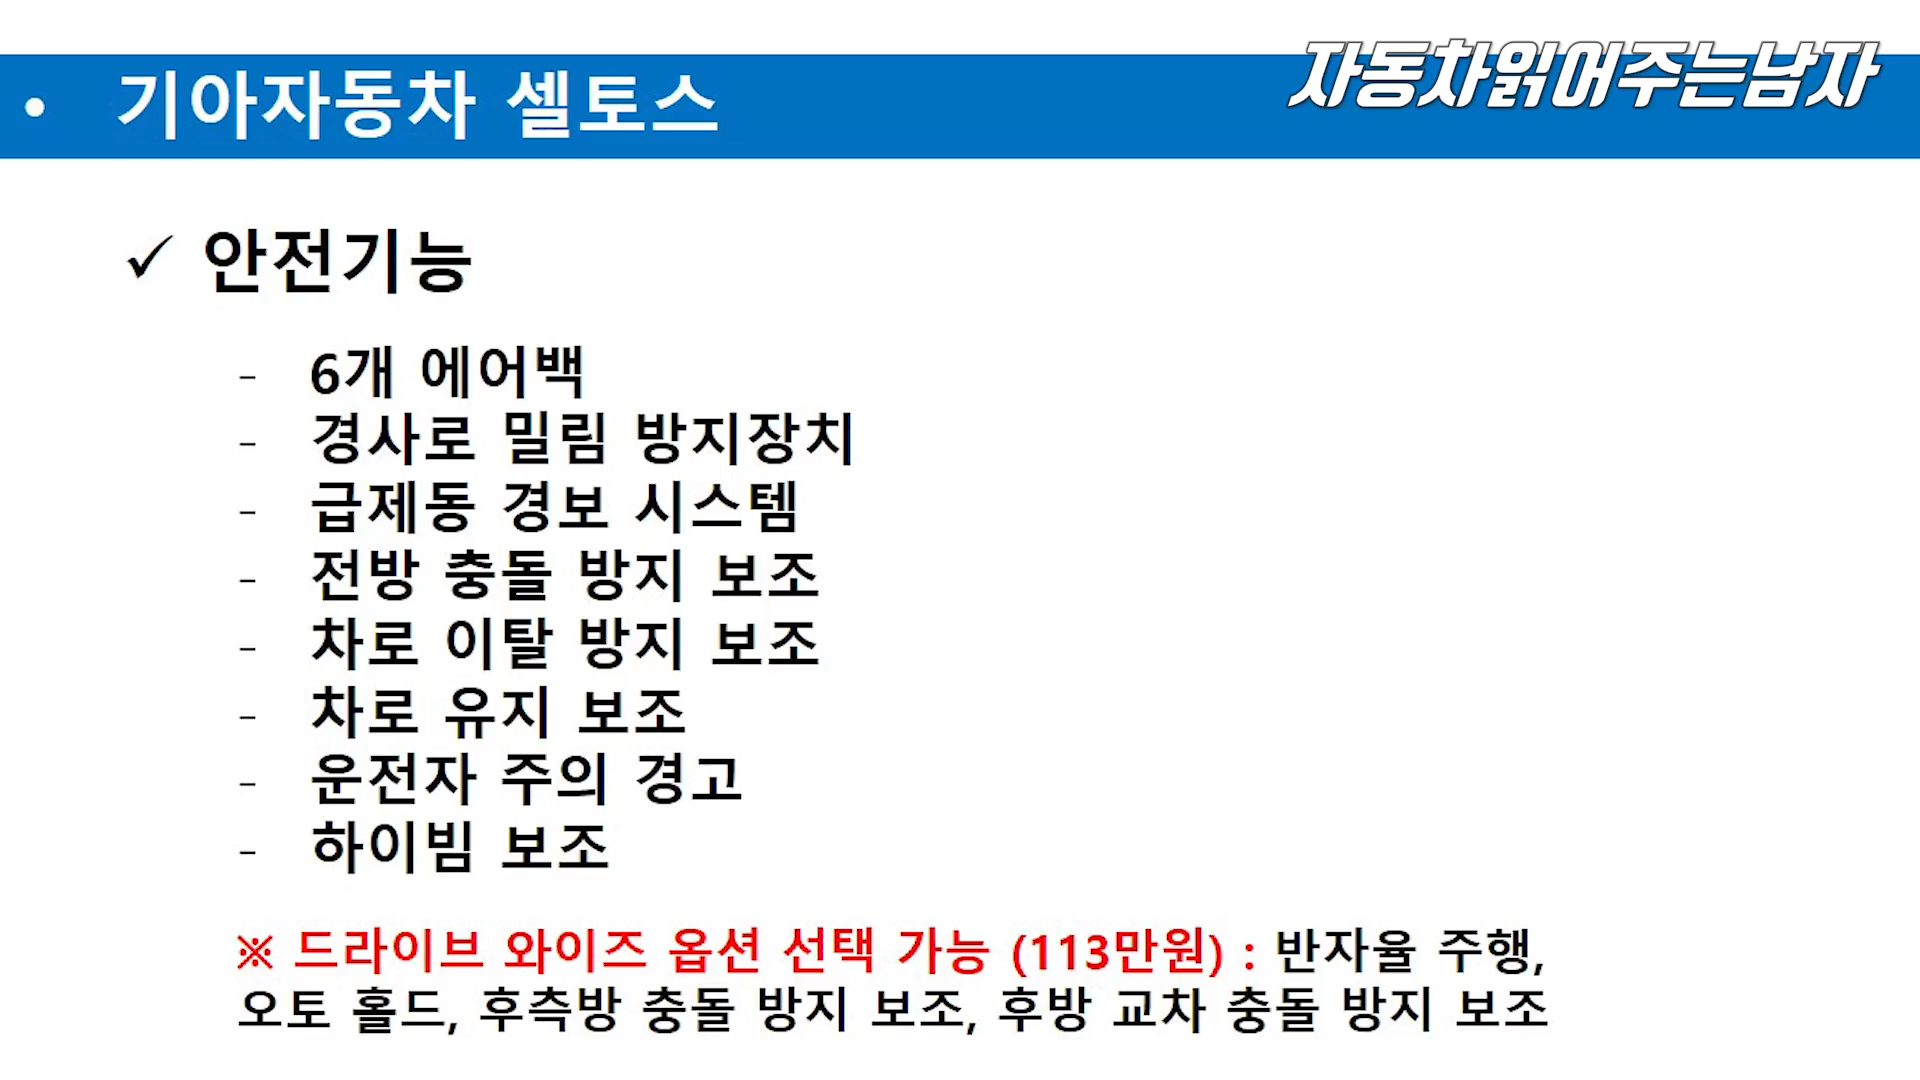 • 기아자동차 셀토스
자동차읽어주는남자
✓ 안전기능
- 6개 에어백
- 경사로 밀림 방지장치
- 급제동 경보 시스템
- 전방 충돌 방지 보조
- 차로 이탈 방지 보조
- 차로 유지 보조
- 운전자 주의 경고
- 하이빔 보조
※ 드라이브 와이즈 옵션 선택 가능 (113만원) : 반자율 주행,
오토 홀드, 후측방 충돌 방지 보조, 후방 교차 충돌 방지 보조